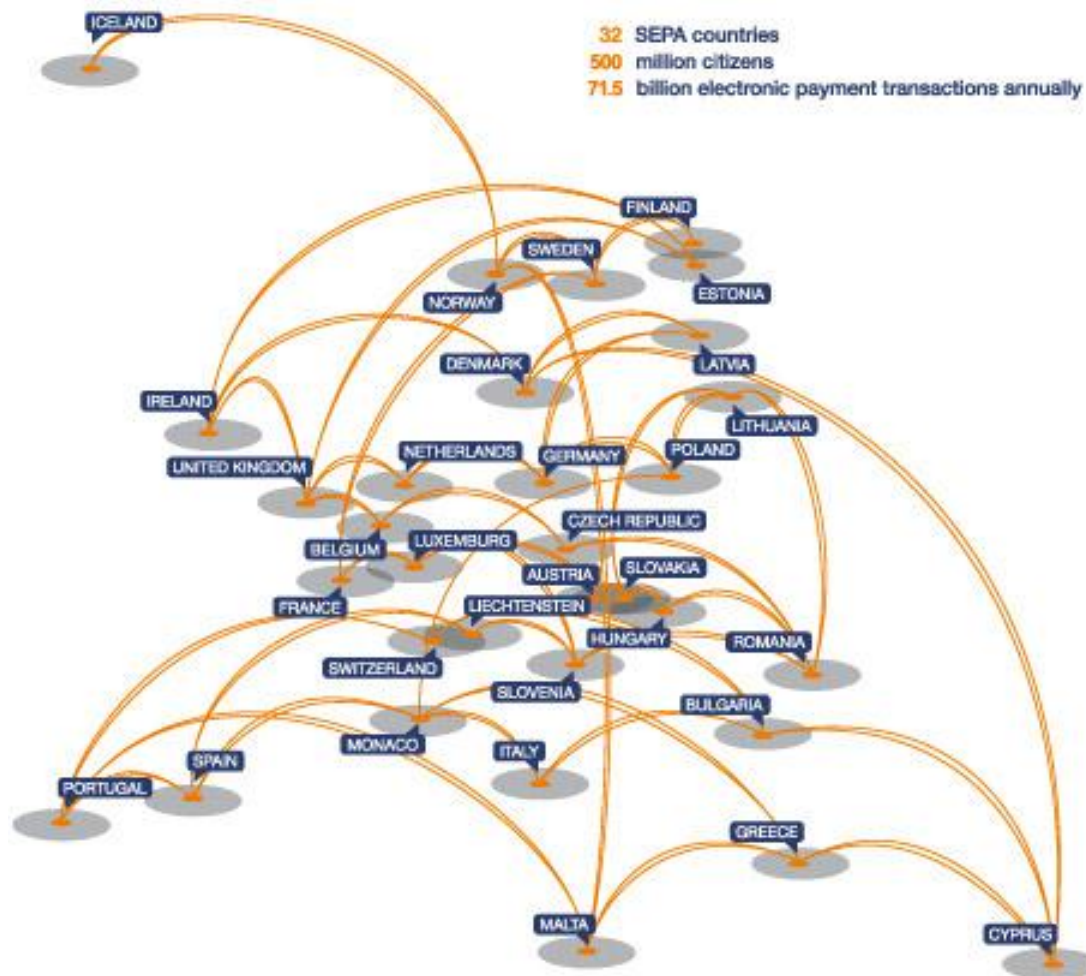 ICELAND
32 SEPA countries
500 million citizens
71.5 billion electronic payment transactions annually
FINLAND
SWEDEN
NORWAY
ESTONIA
DENMARK
LATVIA
IRELAND
LITHUANIA
NETHERLANDS
GERMANY
POLAND
UNITED KINGDOM
CZECH REPUBLIC
BELGIUM
LUXEMBURG
AUSTRIA
SLOVAKIA
FRANCE
LIECHTENSTEIN
HUNGARY
ROMANIA
SWITZERLAND
SLOVENIA
BULGARIA
MONACO
ITALY
SPAIN
PORTUGAL
GREECE
MALTA
CYPRUS